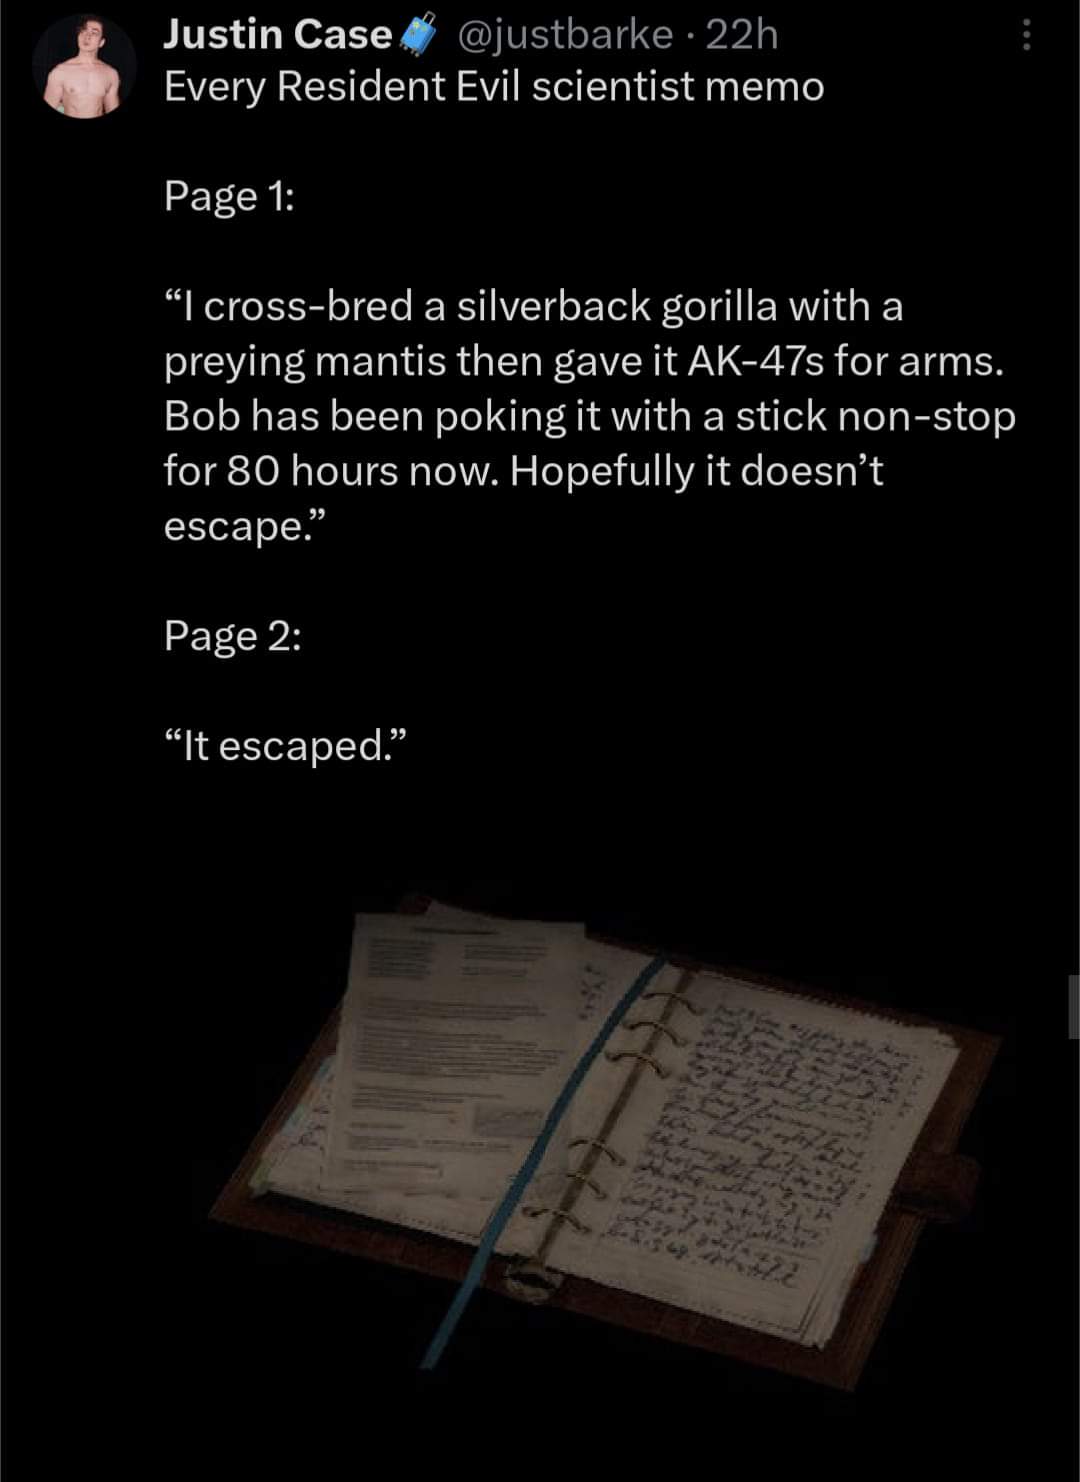 Justin Case @justbarke · 22h
Every Resident Evil scientist memo
Page 1:
“I cross-bred a silverback gorilla with a
preying mantis then gave it AK-47s for arms.
Bob has been poking it with a stick non-stop
for 80 hours now. Hopefully it doesn’t
escape.”
Page 2:
“It escaped.”